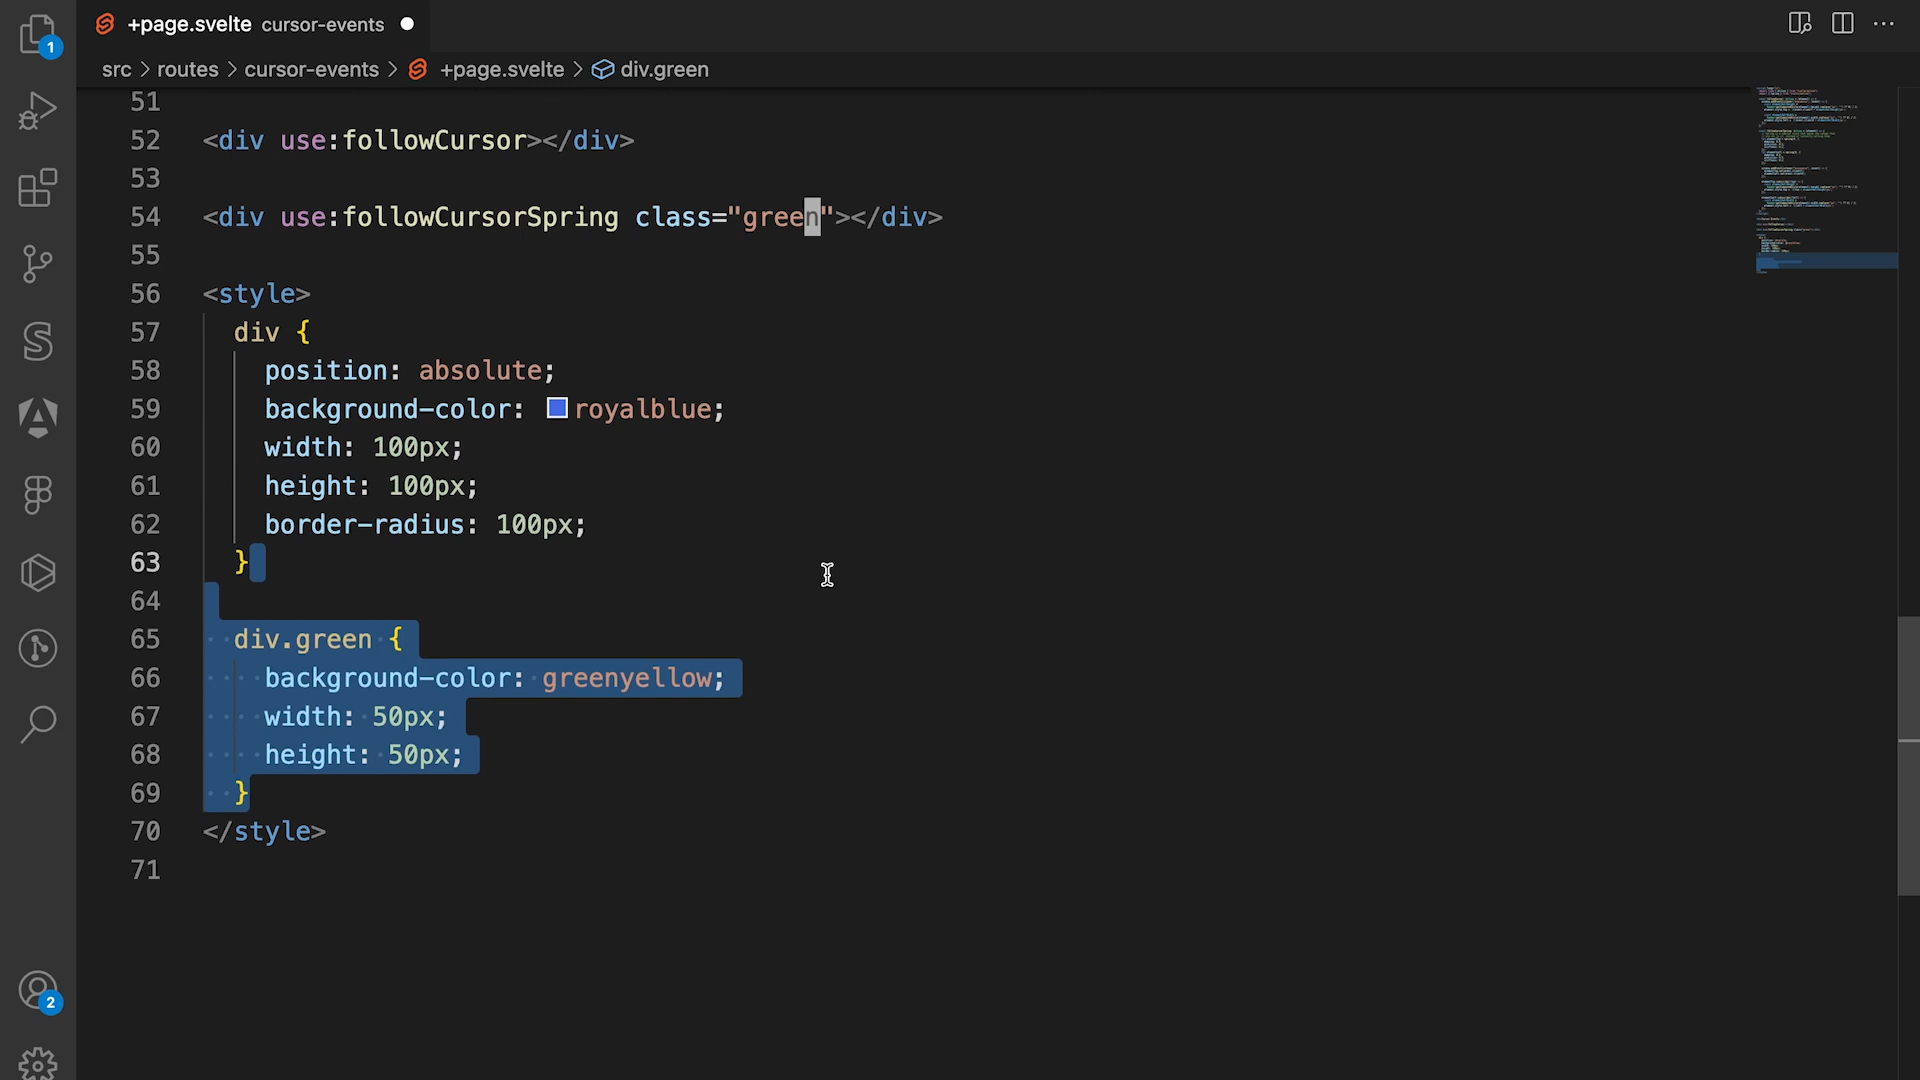 +page.svelte cursor-events
src > routes > cursor-events > +page.svelte > div.green
51
52 <div use:followCursor></div>
53
54 <div use:followCursorSpring class="green"></div>
55
56 <style>
57 div {
58 position: absolute;
59 background-color: royalblue;
60 width: 100px;
61 height: 100px;
62 border-radius: 100px;
63 }
64
65 div.green {
66 background-color: greenyellow;
67 width: 50px;
68 height: 50px;
69 }
70 </style>
71
1
2